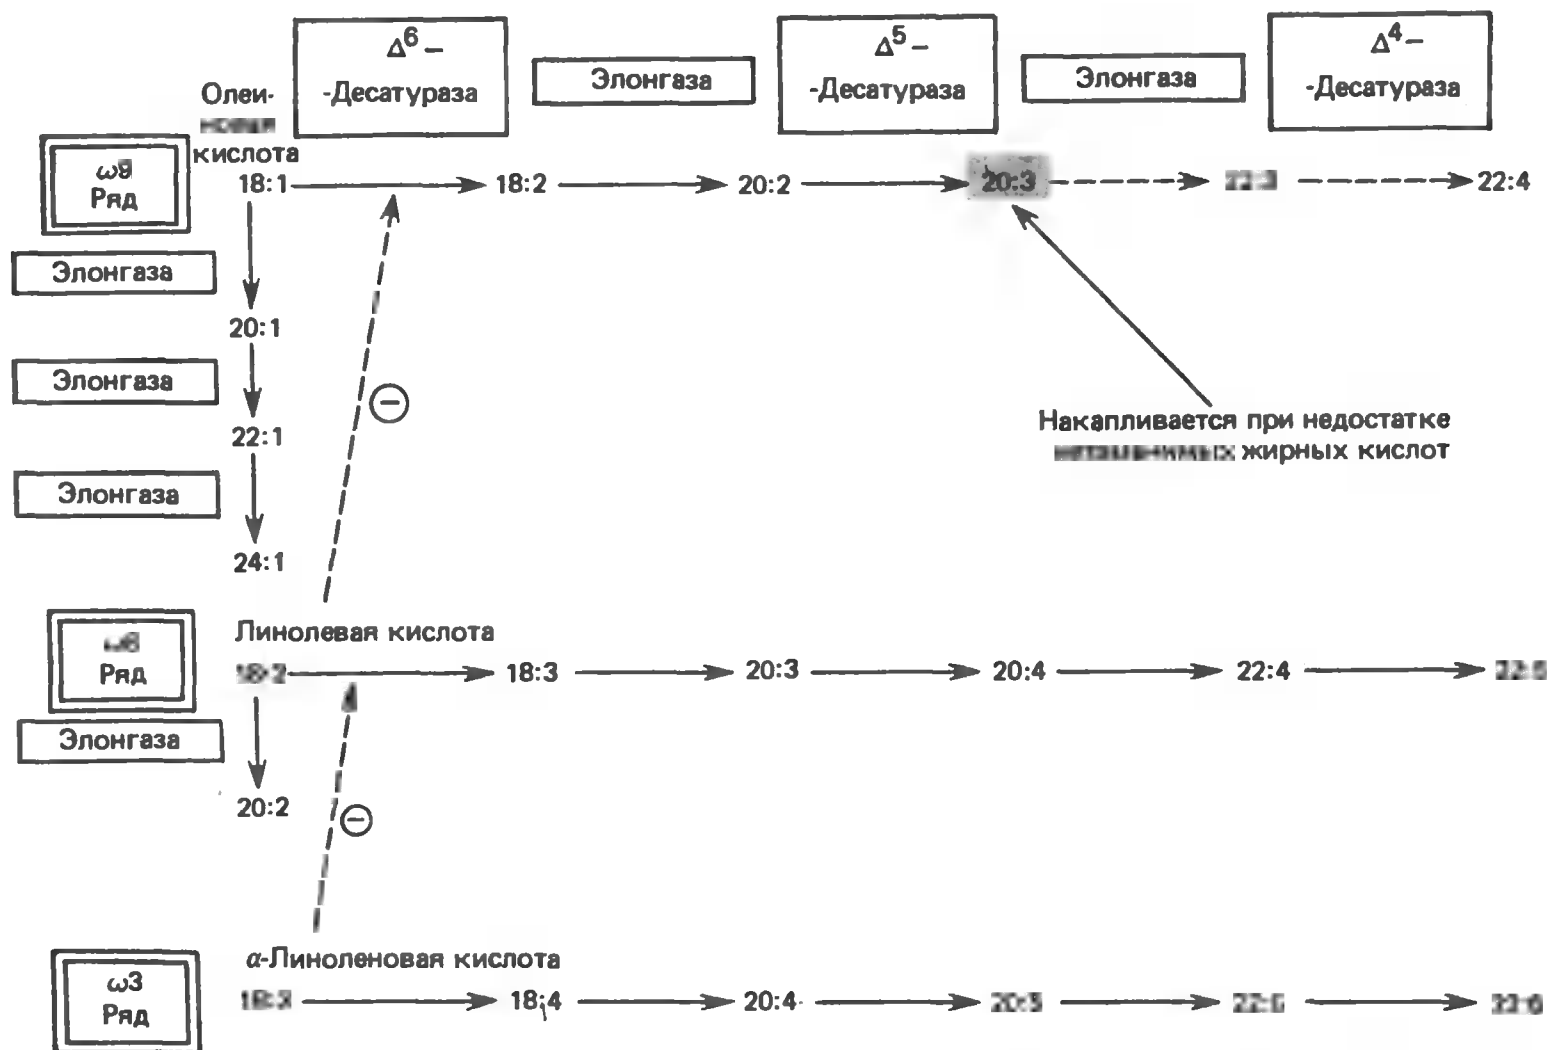 Δ6– -Десатураза
Элонгаза
Δ5– -Десатураза
Элонгаза
Δ4– -Десатураза
Олеи-
кислота
ω9
Ряд
18:1
18:2
20:2
20:3
22:4
Элонгаза
20:1
Элонгаза
22:1
Элонгаза
24:1
−
Накапливается при недостатке
жирных кислот
Ряд
Линолевая кислота
18:3
20:3
20:4
22:4
Элонгаза
20:2
−
ω3
Ряд
α-Линоленовая кислота
18:4
20:4